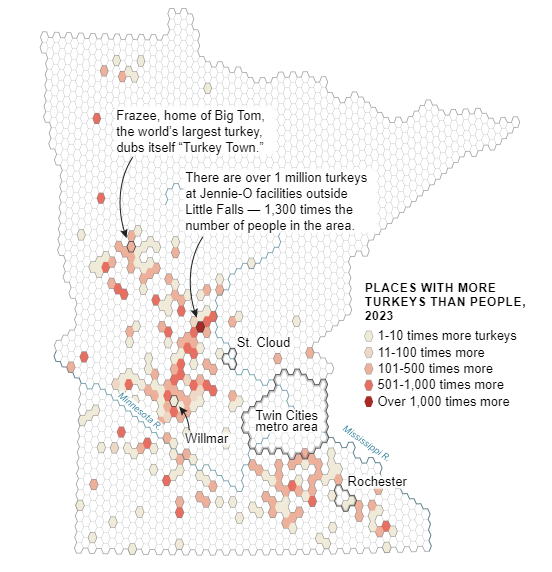 Frazee, home of Big Tom,
the world's largest turkey,
dubs itself “Turkey Town.”
There are over 1 million turkeys
at Jennie-O facilities outside
Little Falls — 1,300 times the
number of people in the area.
PLACES WITH MORE
TURKEYS THAN PEOPLE,
2023
1-10 times more turkeys
11-100 times more
101-500 times more
501-1,000 times more
Over 1,000 times more
St. Cloud
Minnesota R.
Twin Cities
metro area
Willmar
Mississippi R.
Rochester